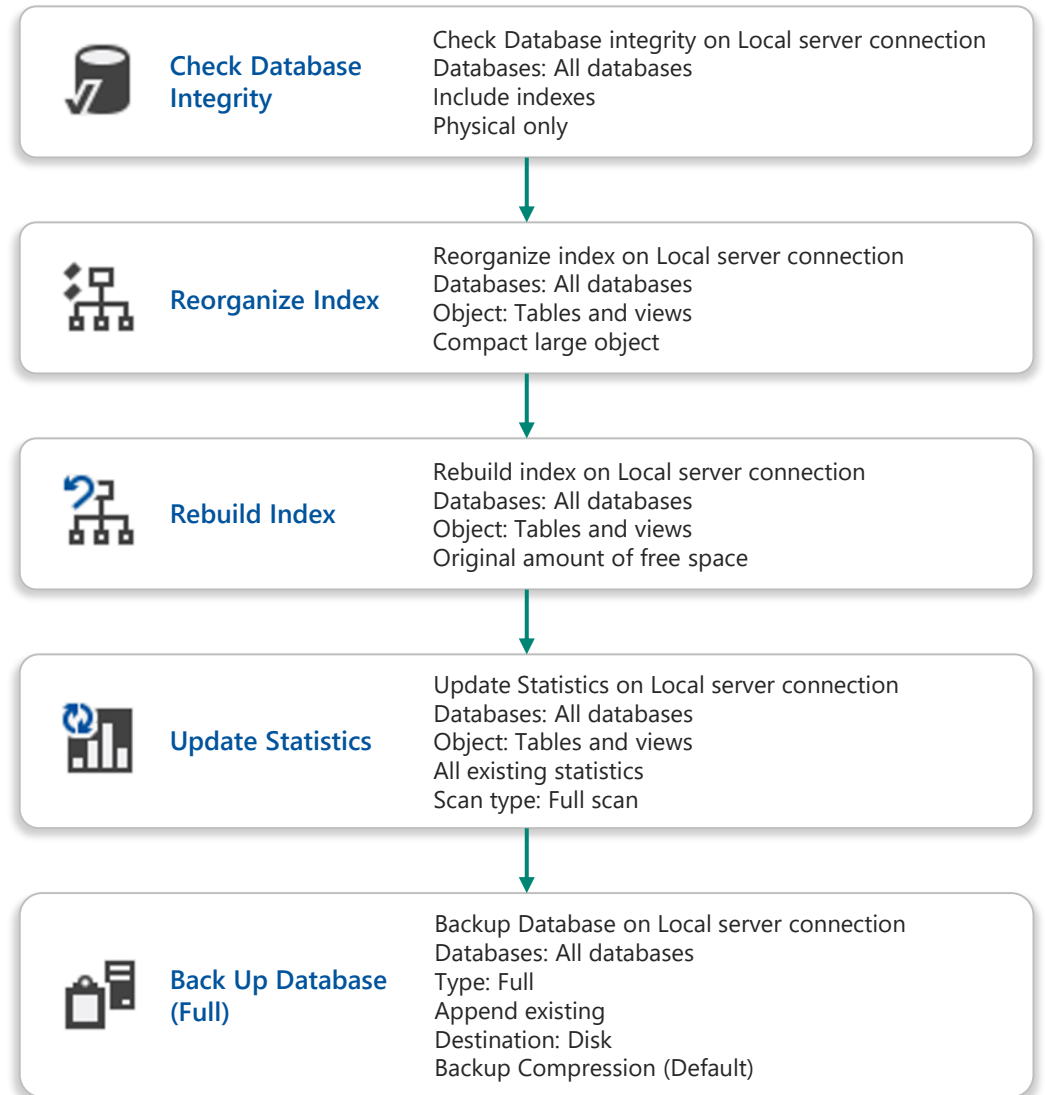 Check Database
Integrity
Check Database integrity on Local server connection
Databases: All databases
Include indexes
Physical only
Reorganize Index
Reorganize index on Local server connection
Databases: All databases
Object: Tables and views
Compact large object
Rebuild Index
Rebuild index on Local server connection
Databases: All databases
Object: Tables and views
Original amount of free space
Update Statistics
Update Statistics on Local server connection
Databases: All databases
Object: Tables and views
All existing statistics
Scan type: Full scan
Back Up Database
(Full)
Backup Database on Local server connection
Databases: All databases
Type: Full
Append existing
Destination: Disk
Backup Compression (Default)